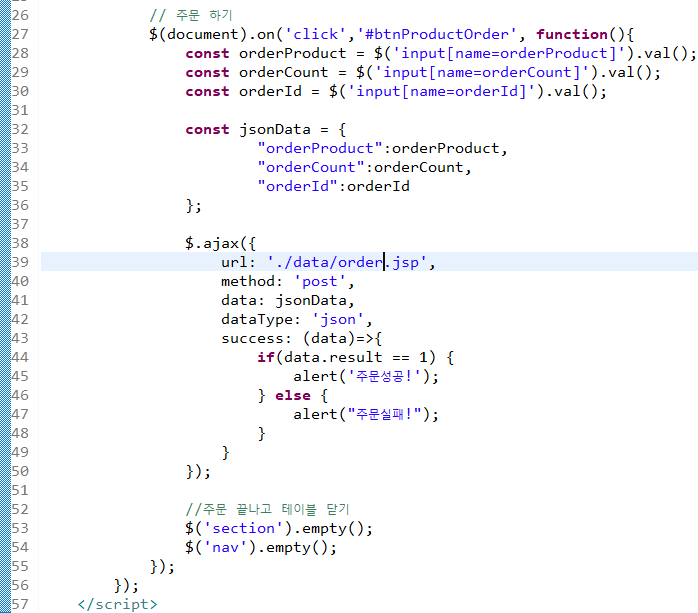 26 // 주문 하기
27 $(document).on('click','#btnProductOrder', function(){
28 const orderProduct = $('input[name=orderProduct]').val();
29 const orderCount = $('input[name=orderCount]').val();
30 const orderId = $('input[name=orderId]').val();
31
32 const jsonData = {
33 "orderProduct":orderProduct,
34 "orderCount":orderCount,
35 "orderId":orderId
36 };
37
38 $.ajax({
39 url: './data/order.jsp',
40 method: 'post',
41 data: jsonData,
42 dataType: 'json',
43 success: (data)=>{
44 if(data.result == 1) {
45 alert('주문성공!');
46 } else {
47 alert("주문실패!");
48 }
49 }
50 });
51
52 //주문 끝나고 테이블 닫기
53 $('section').empty();
54 $('nav').empty();
55 });
56 });
57 </script>